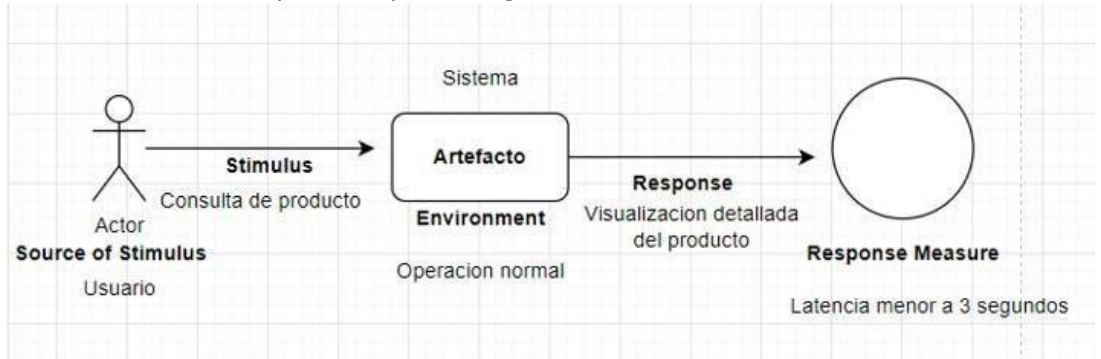 Sistema
Artefacto
Stimulus
Consulta de producto
Response
Visualizacion detallada
del producto
Environment
Operacion normal
Actor
Source of Stimulus
Usuario
Response Measure
Latencia menor a 3 segundos